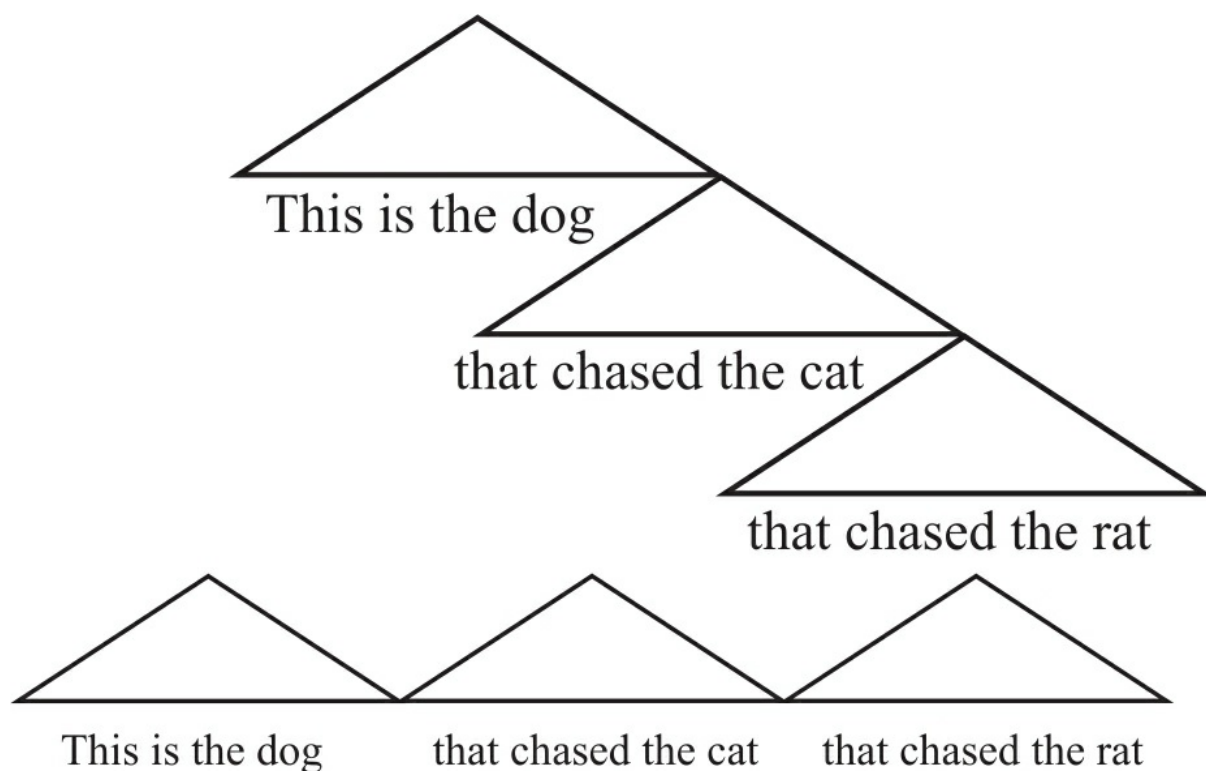 This is the dog
that chased the cat
that chased the rat
This is the dog that chased the cat that chased the rat